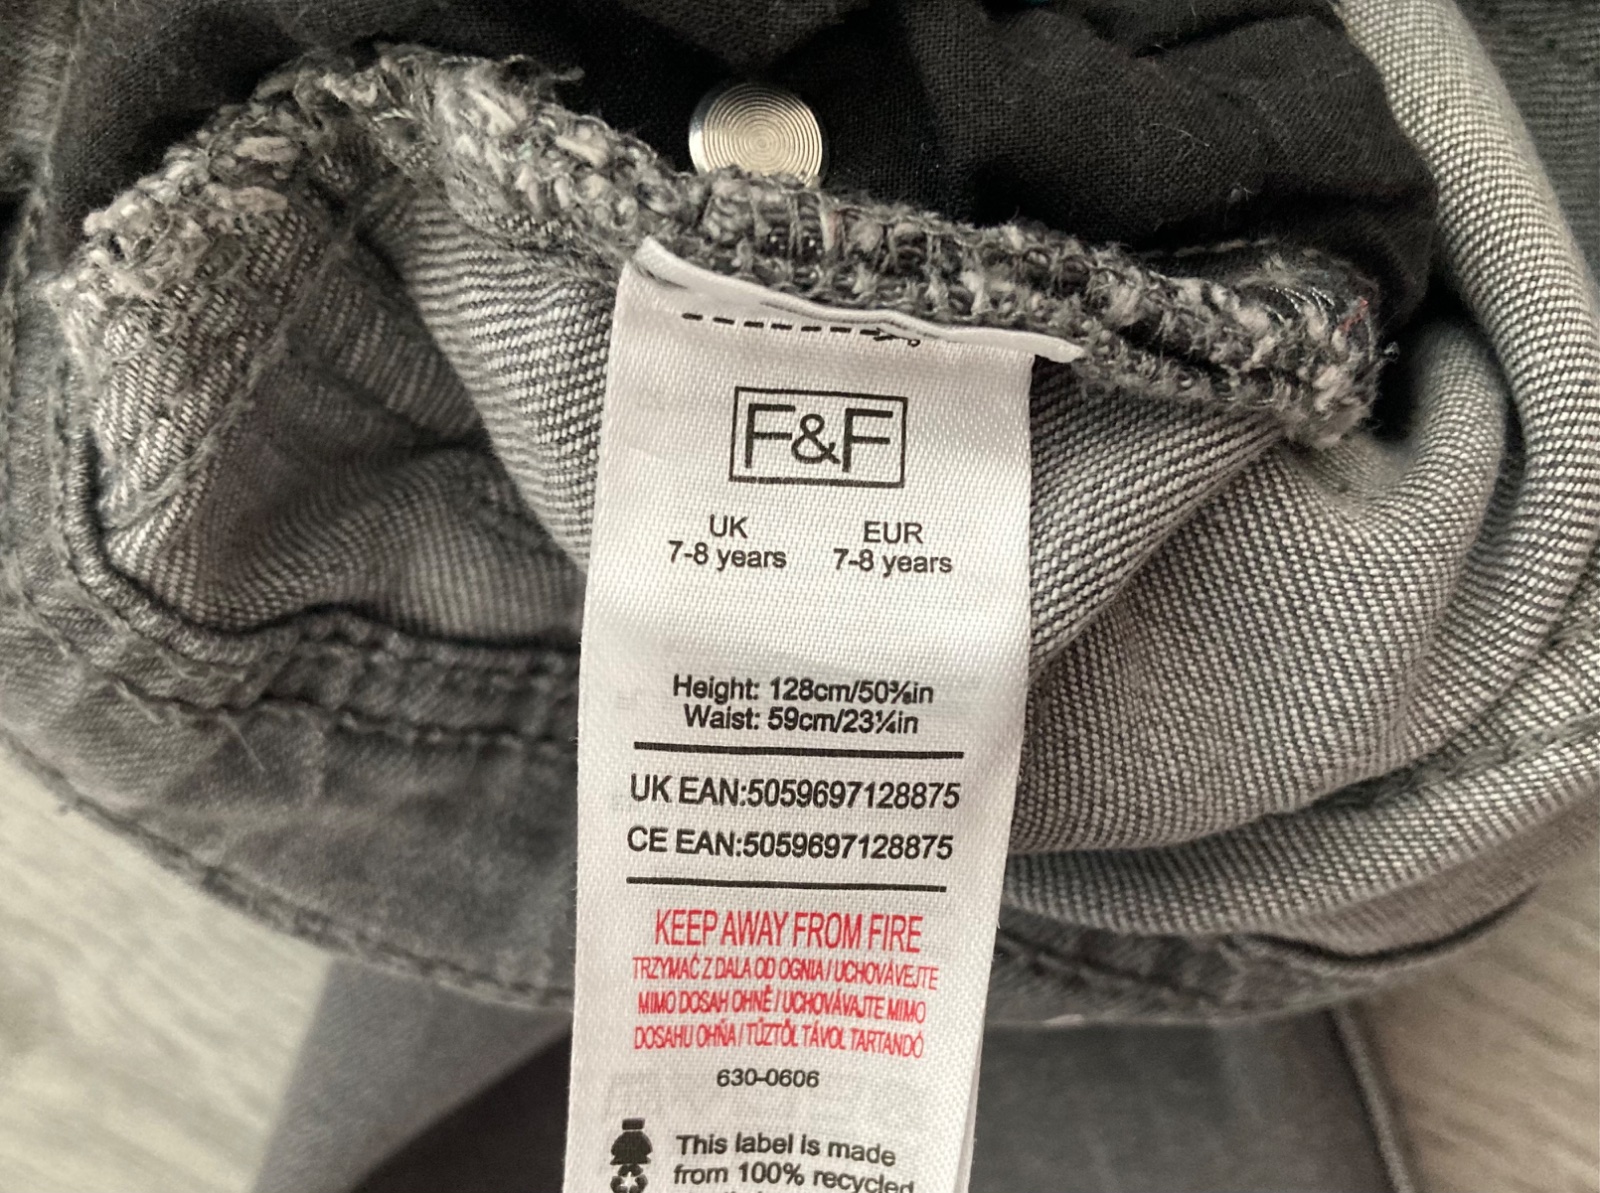 F&F
UK EUR
7-8 years 7-8 years
Height: 128cm/50⅜in
Waist: 59cm/23¼in
UK EAN:5059697128875
CE EAN:5059697128875
KEEP AWAY FROM FIRE
TRZYMAĆ Z DALA OD OGNIA / UCHOVÁVEJTE
MIMO DOSAH OHNĚ / UCHOVÁVAJTE MIMO
DOSAHU OHŇA / TŰZTŐL TÁVOL TARTANDÓ
630-0606
This label is made
from 100% recycled